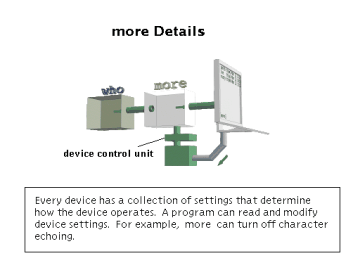 more Details
who
more
device control unit
Every device has a collection of settings that determine
how the device operates.  A program can read and modify
device settings.  For example,  more  can turn off character
echoing.